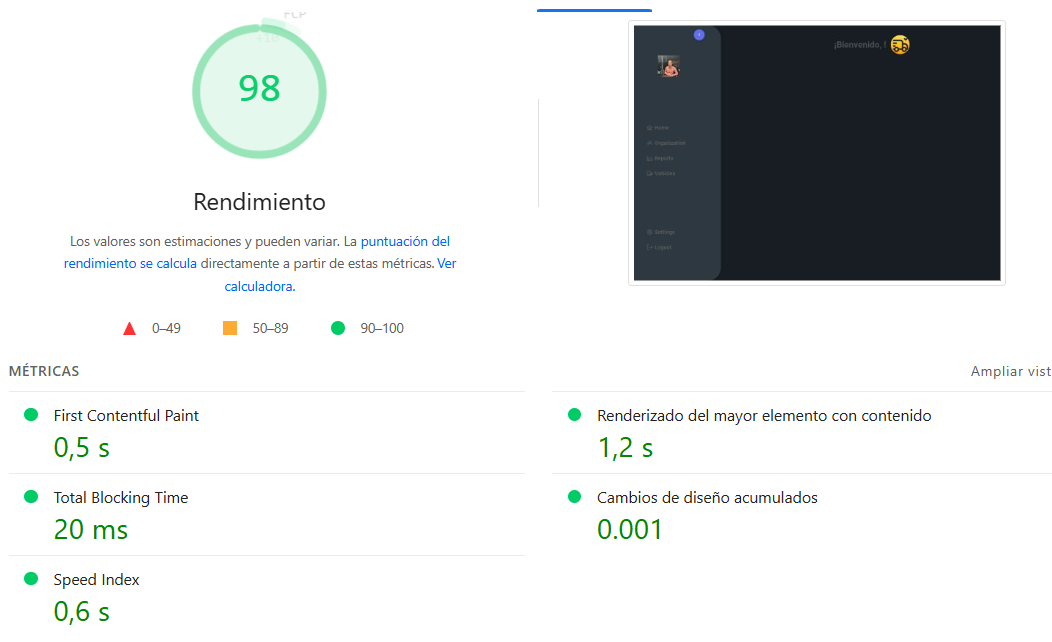 FCP
98
Rendimiento
Los valores son estimaciones y pueden variar. La puntuación del
rendimiento se calcula directamente a partir de estas métricas. Ver
calculadora.
0–49
50–89
90–100
¡Bienvenido, !
Home
Organization
Reports
Vehicles
Settings
Logout
MÉTRICAS
Ampliar vist
First Contentful Paint
0,5 s
Renderizado del mayor elemento con contenido
1,2 s
Total Blocking Time
20 ms
Cambios de diseño acumulados
0.001
Speed Index
0,6 s